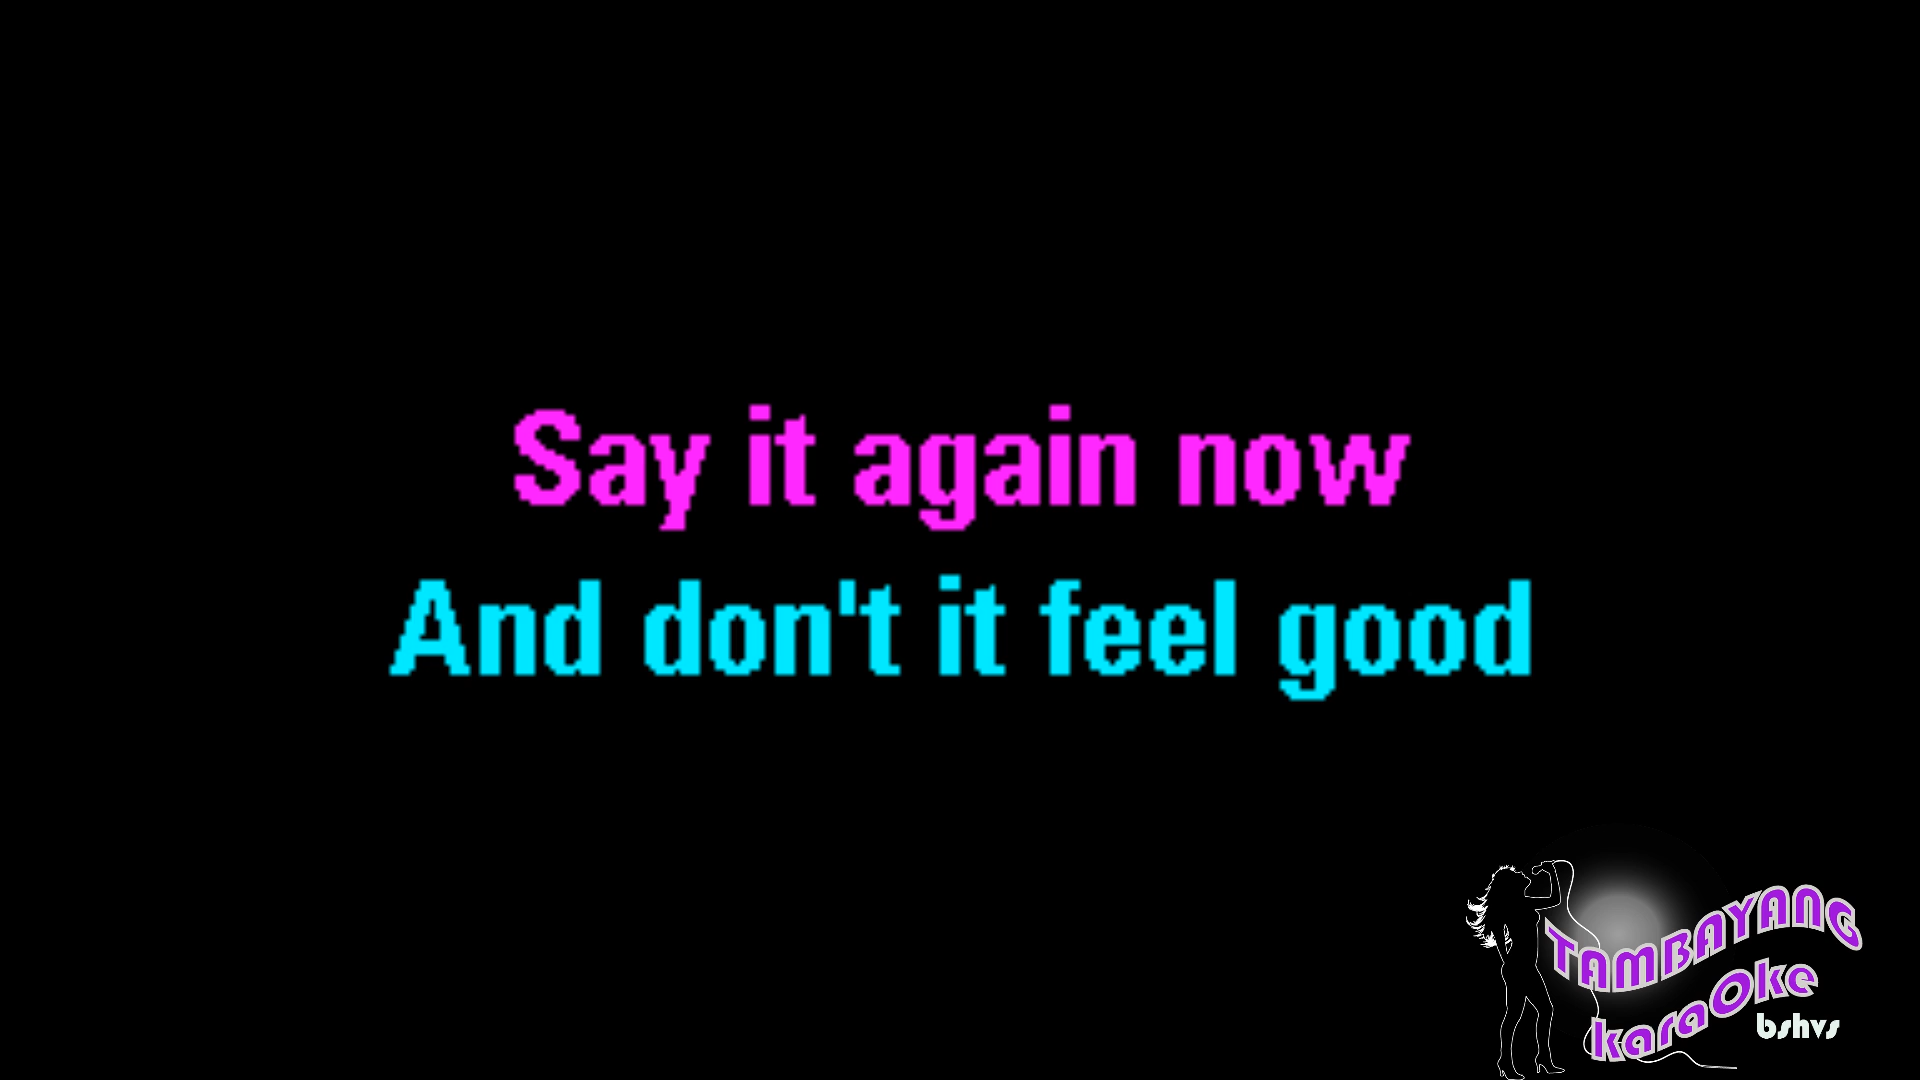 Say it again now
And don't it feel good
TAMBAYANG
karaOke
bshvs